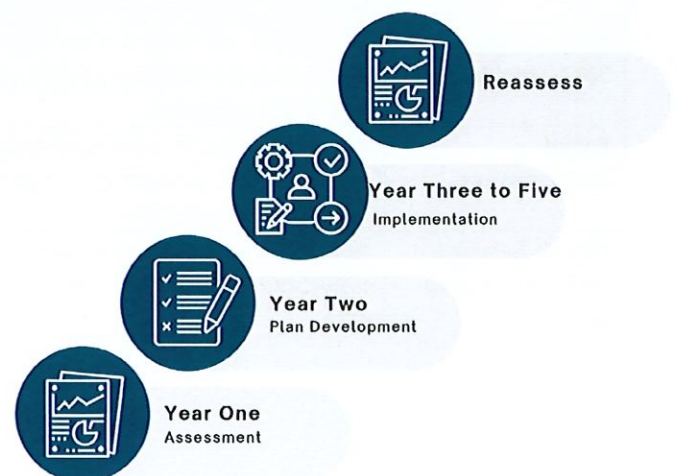 Reassess
Year Three to Five
Implementation
Year Two
Plan Development
Year One
Assessment